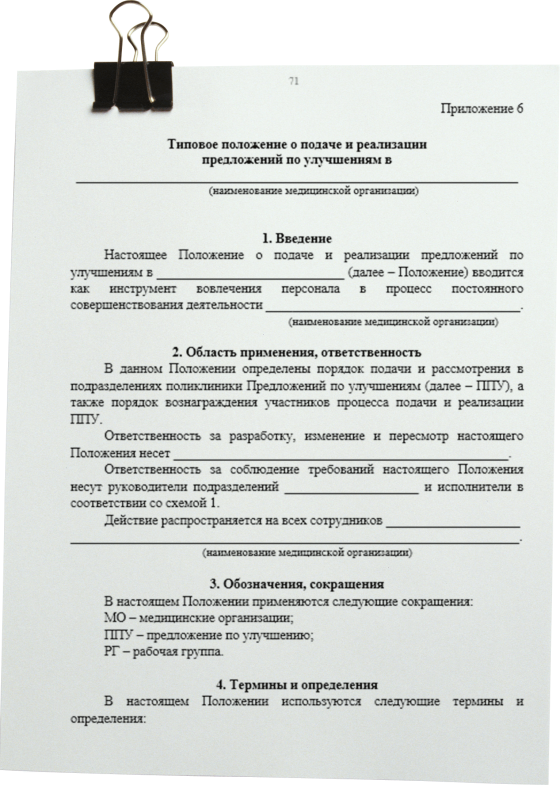 71
Приложение 6
Типовое положение о подаче и реализации
предложений по улучшениям в
(наименование медицинской организации)
1. Введение
Настоящее Положение о подаче и реализации предложений по
улучшениям в ____________________ (далее – Положение) вводится
как инструмент вовлечения персонала в процесс постоянного
совершенствования деятельности ____________________.
(наименование медицинской организации)
2. Область применения, ответственность
В данном Положении определены порядок подачи и рассмотрения в
подразделениях поликлиники Предложений по улучшениям (далее – ППУ), а
также порядок вознаграждения участников процесса подачи и реализации
ППУ.
Ответственность за разработку, изменение и пересмотр настоящего
Положения несет ____________________.
Ответственность за соблюдение требований настоящего Положения
несут руководители подразделений ____________________ и исполнители в
соответствии со схемой 1.
Действие распространяется на всех сотрудников ____________________
____________________.
(наименование медицинской организации)
3. Обозначения, сокращения
В настоящем Положении применяются следующие сокращения:
МО – медицинские организации;
ППУ – предложение по улучшению;
РГ – рабочая группа.
4. Термины и определения
В настоящем Положении используются следующие термины и
определения: